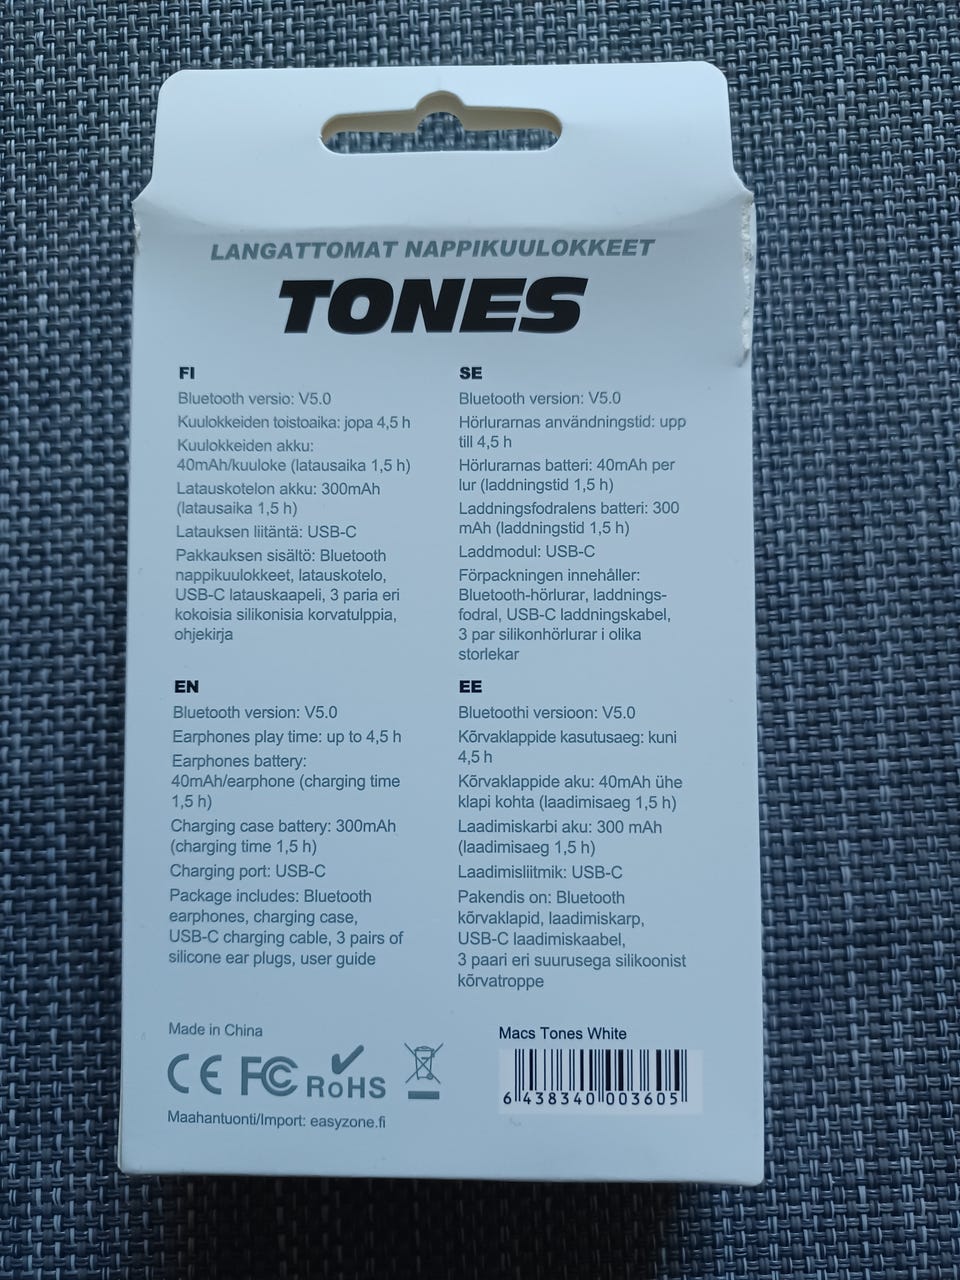 LANGATTOMAT NAPPIKUULOKKEET
TONES
FI
Bluetooth versio: V5.0
Kuulokkeiden toistoaika: jopa 4,5 h
Kuulokkeiden akku:
40mAh/kuuloke (latausaika 1,5 h)
Latauskotelon akku: 300mAh
(latausaika 1,5 h)
Latauksen liitäntä: USB-C
Pakkauksen sisältö: Bluetooth
nappikuulokkeet, latauskotelo,
USB-C latauskaapeli, 3 paria eri
kokoisia silikonisia korvatulppia,
ohjekirja
SE
Bluetooth version: V5.0
Hörlurarnas användningstid: upp
till 4,5 h
Hörlurarnas batteri: 40mAh per
lur (laddningstid 1,5 h)
Laddningsfodralens batteri: 300
mAh (laddningstid 1,5 h)
Laddmodul: USB-C
Förpackningen innehåller:
Bluetooth-hörlurar, laddnings-
fodral, USB-C laddningskabel,
3 par silikonhörlurar i olika
storlekar
EN
Bluetooth version: V5.0
Earphones play time: up to 4,5 h
Earphones battery:
40mAh/earphone (charging time
1,5 h)
Charging case battery: 300mAh
(charging time 1,5 h)
Charging port: USB-C
Package includes: Bluetooth
earphones, charging case,
USB-C charging cable, 3 pairs of
silicone ear plugs, user guide
EE
Bluetoothi versioon: V5.0
Kõrvaklappide kasutusaeg: kuni
4,5 h
Kõrvaklappide aku: 40mAh ühe
klapi kohta (laadimisaeg 1,5 h)
Laadimiskarbi aku: 300 mAh
(laadimisaeg 1,5 h)
Laadimisliitmik: USB-C
Pakendis on: Bluetooth
kõrvaklapid, laadimiskarp,
USB-C laadimiskaabel,
3 paari eri suurusega silikoonist
kõrvatroppe
Made in China
CE FC RoHS
Maahantuonti/Import: easyzone.fi
Macs Tones White
6 438340 003605